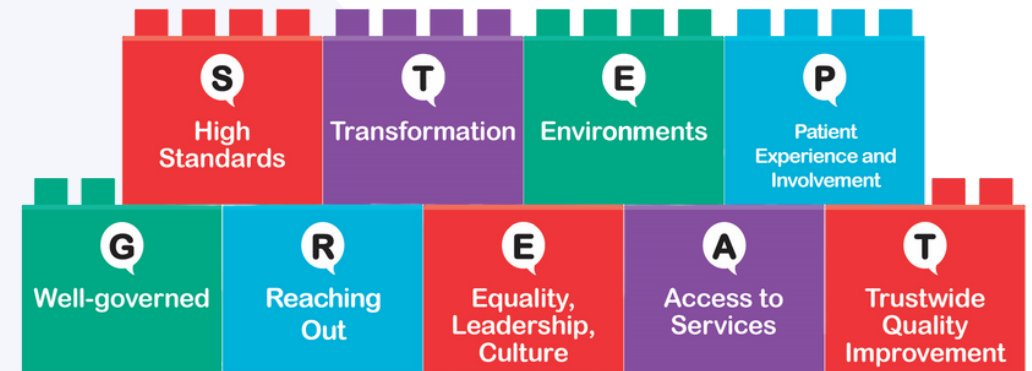 S
High
Standards
T
Transformation
E
Environments
P
Patient
Experience and
Involvement
G
Well-governed
R
Reaching
Out
E
Equality,
Leadership,
Culture
A
Access to
Services
T
Trustwide
Quality
Improvement